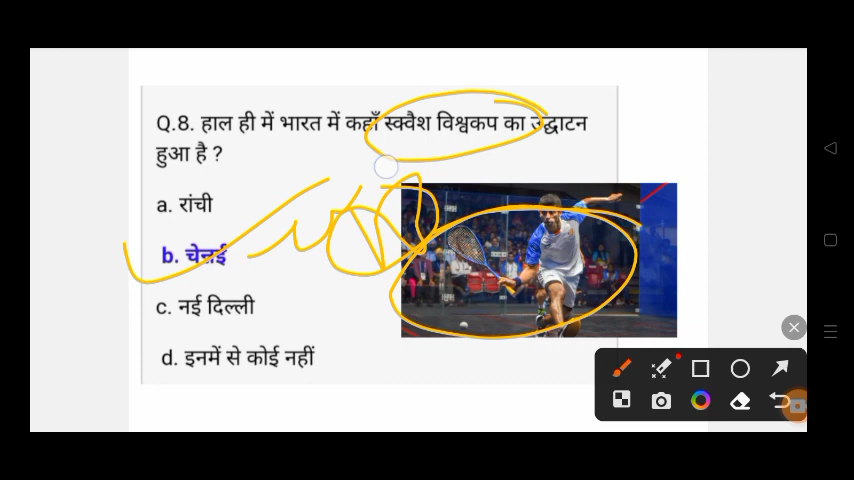 Q.8. हाल ही में भारत में कहाँ स्क्वैश विश्वकप का उद्घाटन
हुआ है ?
a. रांची
b. चेन्नई
c. नई दिल्ली
d. इनमें से कोई नहीं